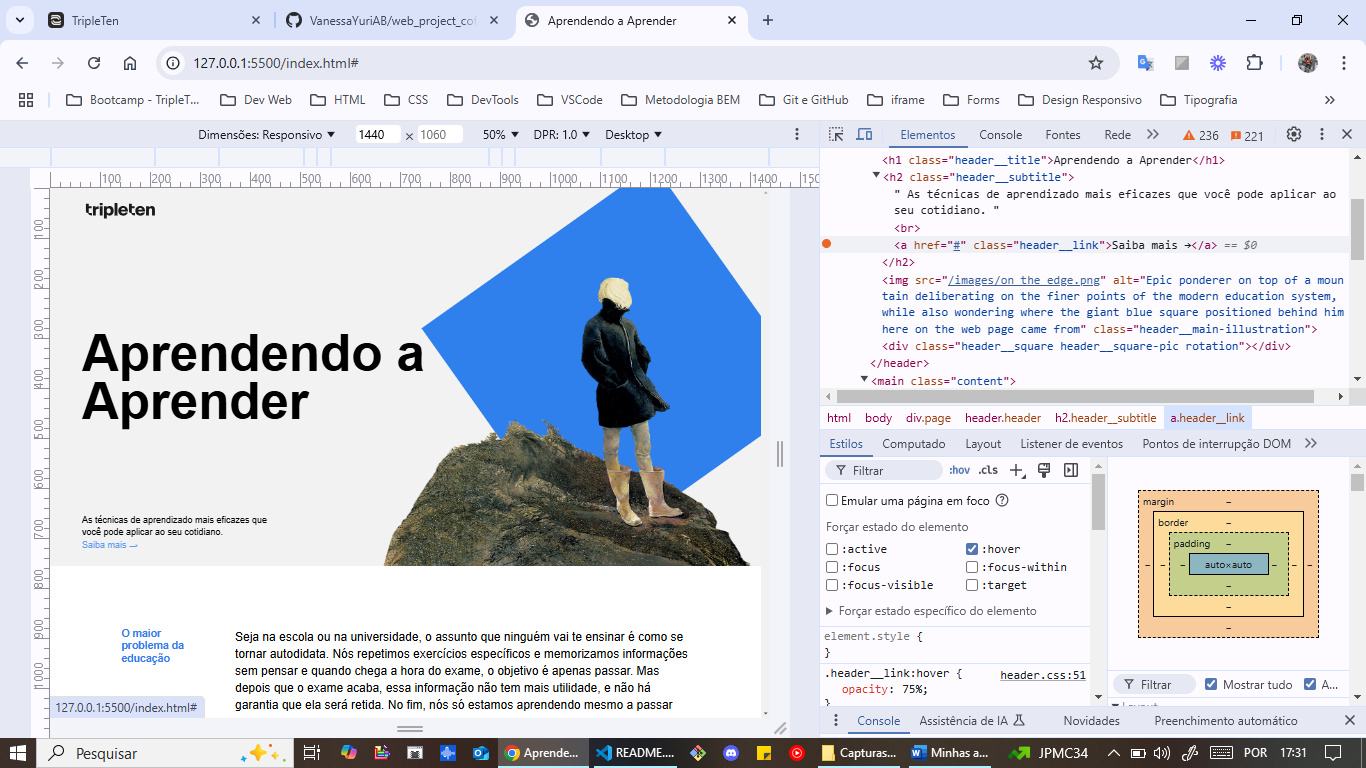 TripleTen
VanessaYuriAB/web_project_cof
Aprendendo a Aprender
127.0.0.1:5500/index.html#
Bootcamp - TripleT... Dev Web HTML CSS DevTools VSCode Metodologia BEM Git e GitHub iframe Forms Design Responsivo Tipografia
Dimensões: Responsivo 1440 × 1060 50% DPR: 1.0 Desktop
Elementos Console Fontes Rede 236 221
100 200 300 400 500 600 700 800 900 1000 1100 1200 1300 1400 150
100 200 300 400 500 600 700 800 900 1000
tripleten
Aprendendo a
Aprender
As técnicas de aprendizado mais eficazes que
você pode aplicar ao seu cotidiano.
Saiba mais →
O maior
problema da
educação
Seja na escola ou na universidade, o assunto que ninguém vai te ensinar é como se
tornar autodidata. Nós repetimos exercícios específicos e memorizamos informações
sem pensar e quando chega a hora do exame, o objetivo é apenas passar. Mas
depois que o exame acaba, essa informação não tem mais utilidade, e não há
garantia que ela será retida. No fim, nós só estamos aprendendo mesmo a passar
127.0.0.1:5500/index.html#
<h1 class="header__title">Aprendendo a Aprender</h1>
<h2 class="header__subtitle">
" As técnicas de aprendizado mais eficazes que você pode aplicar ao
seu cotidiano. "
<br>
<a href="#" class="header__link">Saiba mais →</a> == $0
</h2>
<img src="/images/on_the_edge.png" alt="Epic ponderer on top of a moun
tain deliberating on the finer points of the modern education system,
while also wondering where the giant blue square positioned behind him
here on the web page came from" class="header__main-illustration">
<div class="header__square header__square-pic rotation"></div>
</header>
<main class="content">
html body div.page header.header h2.header__subtitle a.header__link
Estilos Computado Layout Listener de eventos Pontos de interrupção DOM
Filtrar :hov .cls
Emular uma página em foco
Forçar estado do elemento
:active :hover
:focus :focus-within
:focus-visible :target
Forçar estado específico do elemento
element.style {
}
.header__link:hover { header.css:51
opacity: 75%;
}
margin –
border –
padding –
– – – auto×auto – – –
–
–
–
Filtrar Mostrar tudo A...
Console Assistência de IA Novidades Preenchimento automático
Pesquisar
Aprende... README.... Capturas... Minhas a... JPMC34 POR 17:31